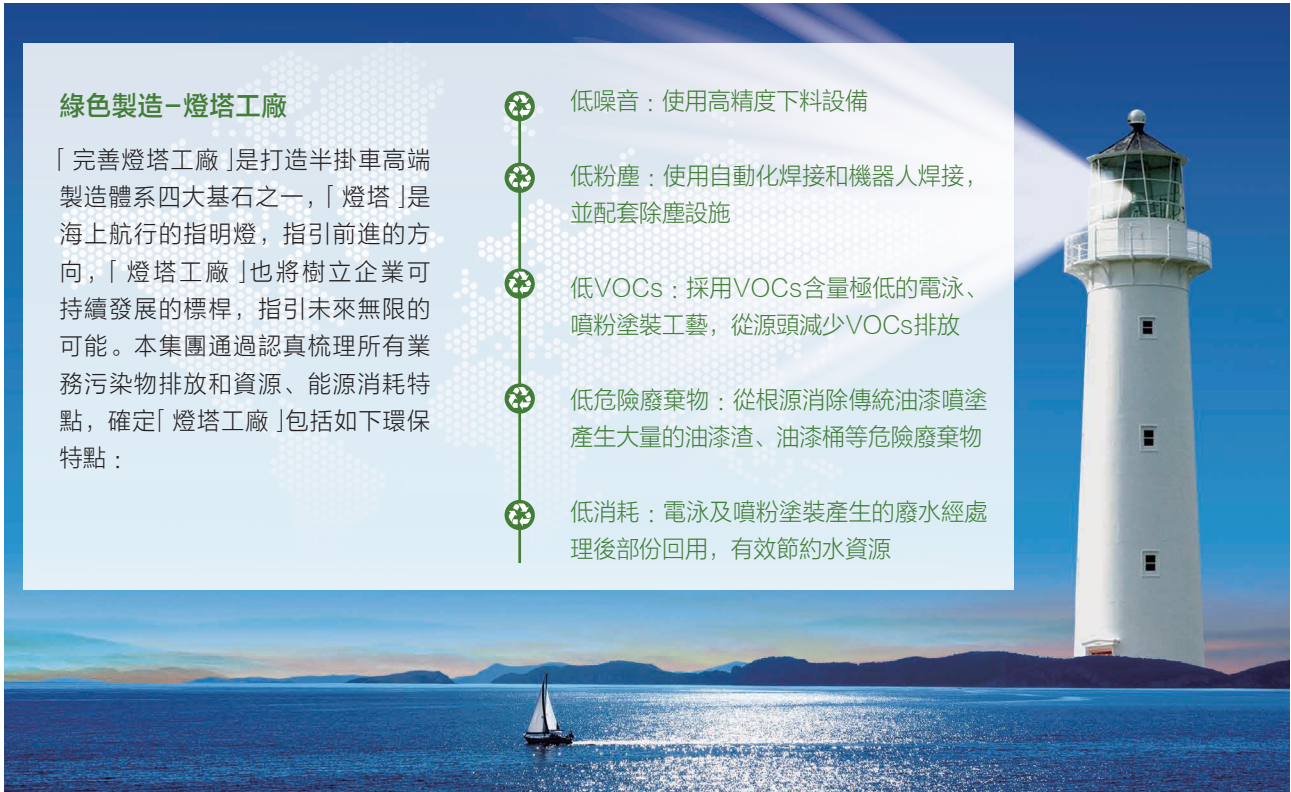 綠色製造－燈塔工廠
「完善燈塔工廠」是打造半掛車高端
製造體系四大基石之一，「燈塔」是
海上航行的指明燈，指引前進的方
向，「燈塔工廠」也將樹立企業可
持續發展的標桿，指引未來無限的
可能。本集團通過認真梳理所有業
務污染物排放和資源、能源消耗特
點，確定「燈塔工廠」包括如下環保
特點：
低噪音：使用高精度下料設備
低粉塵：使用自動化焊接和機器人焊接，
並配套除塵設施
低VOCs：採用VOCs含量極低的電泳、
噴粉塗裝工藝，從源頭減少VOCs排放
低危險廢棄物：從根源消除傳統油漆噴塗
產生大量的油漆渣、油漆桶等危險廢棄物
低消耗：電泳及噴粉塗裝產生的廢水經處
理後部份回用，有效節約水資源